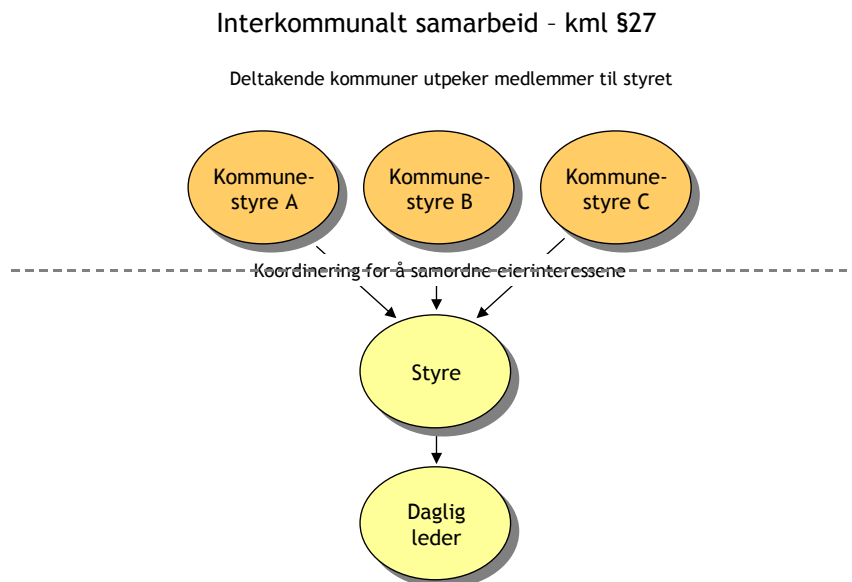 Interkommunalt samarbeid – kml §27
Deltakende kommuner utpeker medlemmer til styret
Kommune-
styre A
Kommune-
styre B
Kommune-
styre C
Koordinering for å samordne eierinteressene
Styre
Daglig
leder